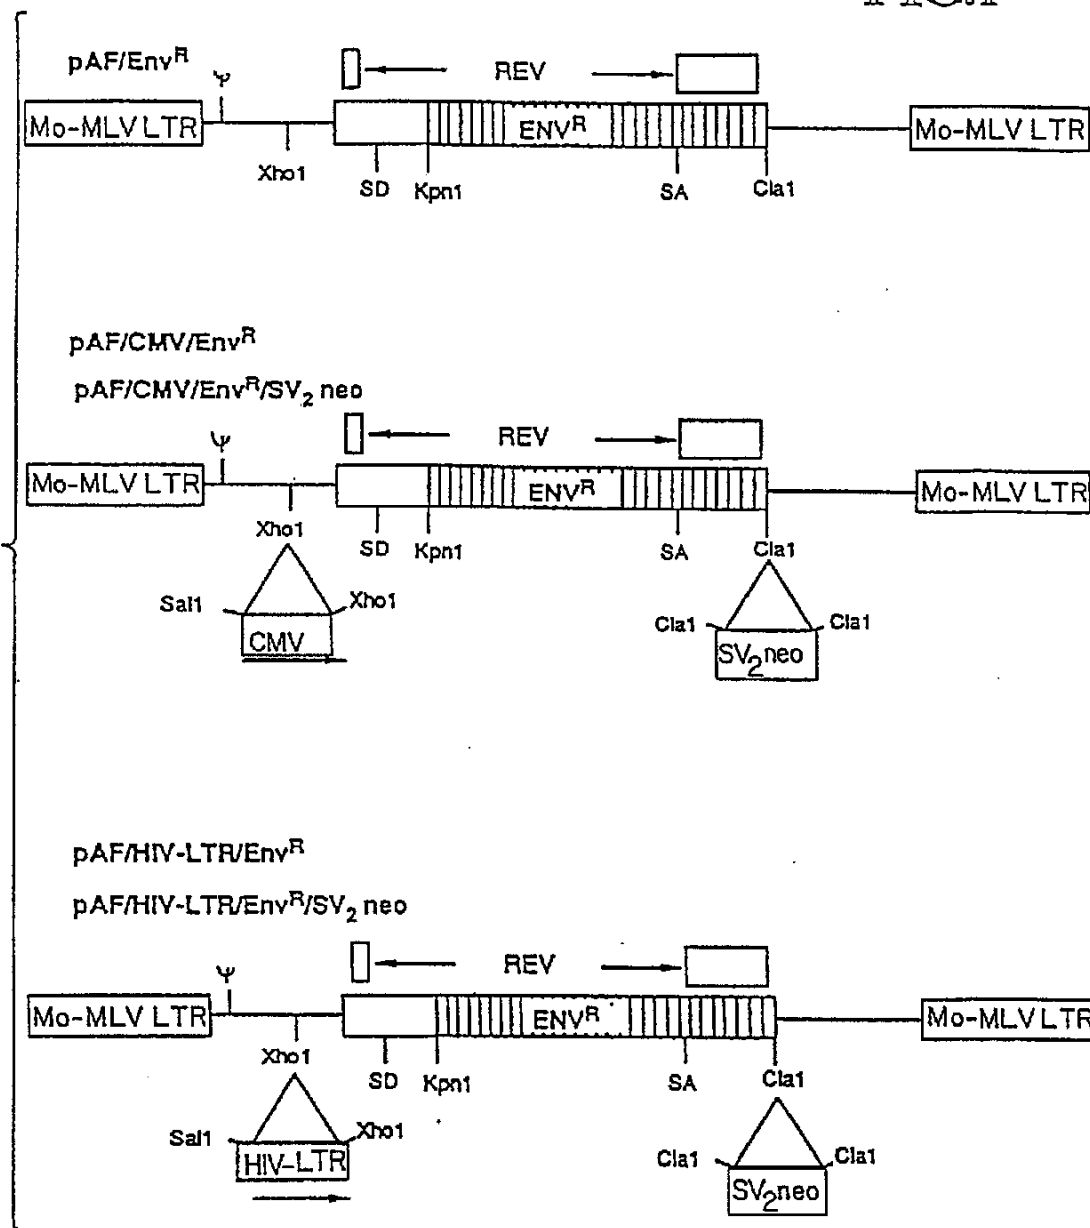 FIG.1
pAF/Env^R
Ψ
REV
Mo-MLV LTR
ENV^R
Mo-MLV LTR
Xho1
SD
Kpn1
SA
Cla1
pAF/CMV/Env^R
pAF/CMV/Env^R/SV₂ neo
Ψ
REV
Mo-MLV LTR
ENV^R
Mo-MLV LTR
Xho1
SD
Kpn1
SA
Cla1
Sal1
Xho1
Cla1
Cla1
CMV
SV₂neo
pAF/HIV-LTR/Env^R
pAF/HIV-LTR/Env^R/SV₂ neo
Ψ
REV
Mo-MLV LTR
ENV^R
Mo-MLV LTR
Xho1
SD
Kpn1
SA
Cla1
Sal1
Xho1
Cla1
Cla1
HIV-LTR
SV₂neo